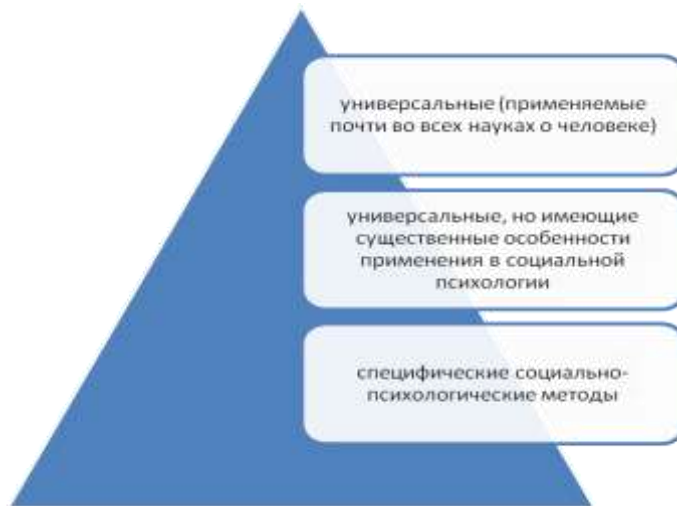 универсальные (применяемые
почти во всех науках о человеке)
универсальные, но имеющие
существенные особенности
применения в социальной
психологии
специфические социально-
психологические методы